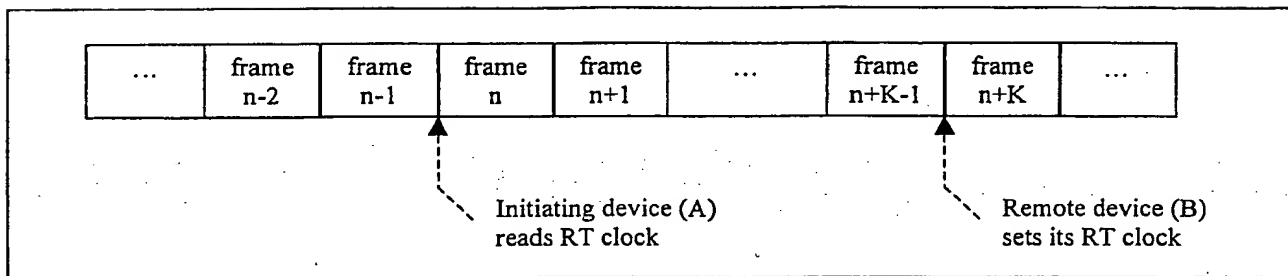 ... frame frame frame frame ... frame frame ...
n-2 n-1 n n+1 n+K-1 n+K
Initiating device (A) Remote device (B)
reads RT clock sets its RT clock